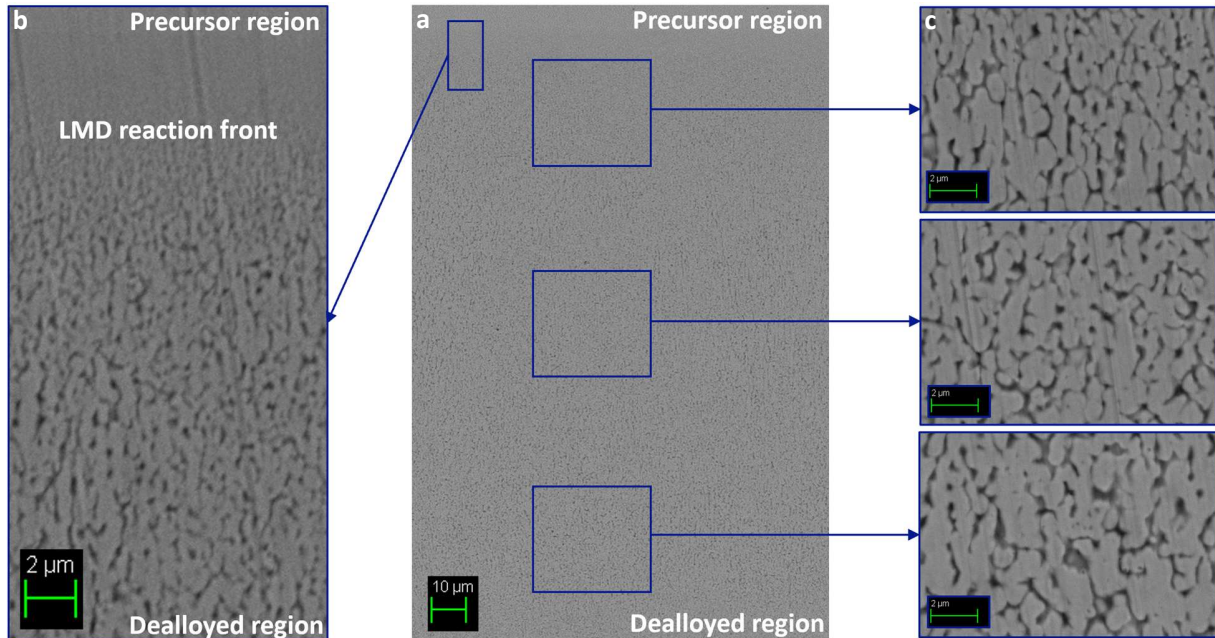 b
Precursor region
LMD reaction front
2 μm
Dealloyed region
a
Precursor region
10 μm
Dealloyed region
c
2 μm
2 μm
2 μm